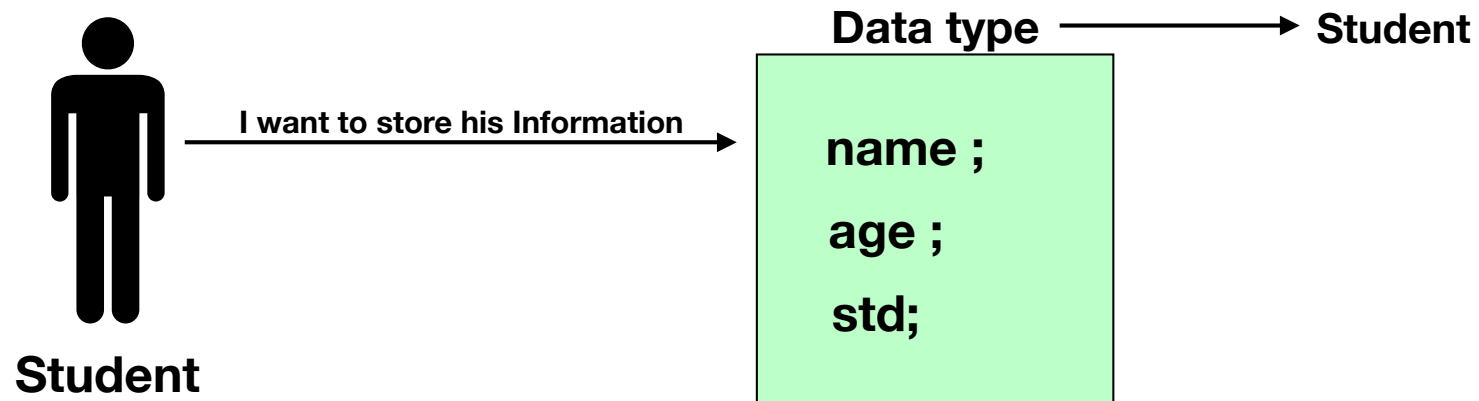 Data type
Student
I want to store his Information
name ;
age ;
std;
Student